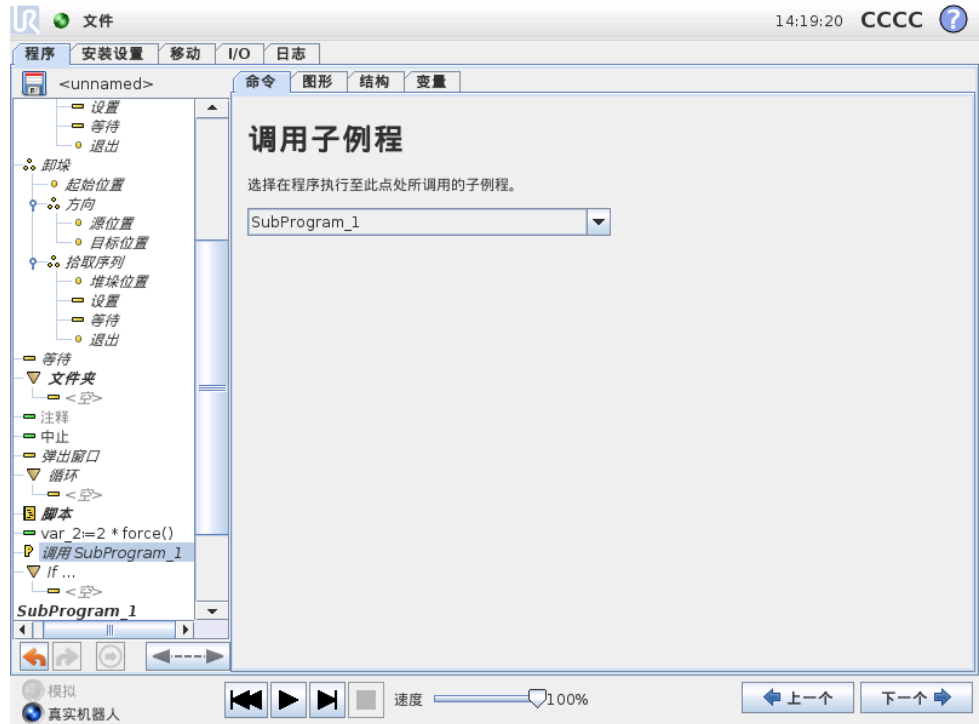 UR 文件 14:19:20 CCCC ?
程序 安装设置 移动 I/O 日志
<unnamed>
命令 图形 结构 变量
设置
等待
退出
卸垛
起始位置
方向
源位置
目标位置
拾取序列
堆垛位置
设置
等待
退出
等待
文件夹
<空>
注释
中止
弹出窗口
循环
<空>
脚本
var_2:=2 * force()
P 调用 SubProgram_1
If ...
<空>
SubProgram_1
调用子例程
选择在程序执行至此点处所调用的子例程。
SubProgram_1
模拟
真实机器人
速度 100%
上一个 下一个